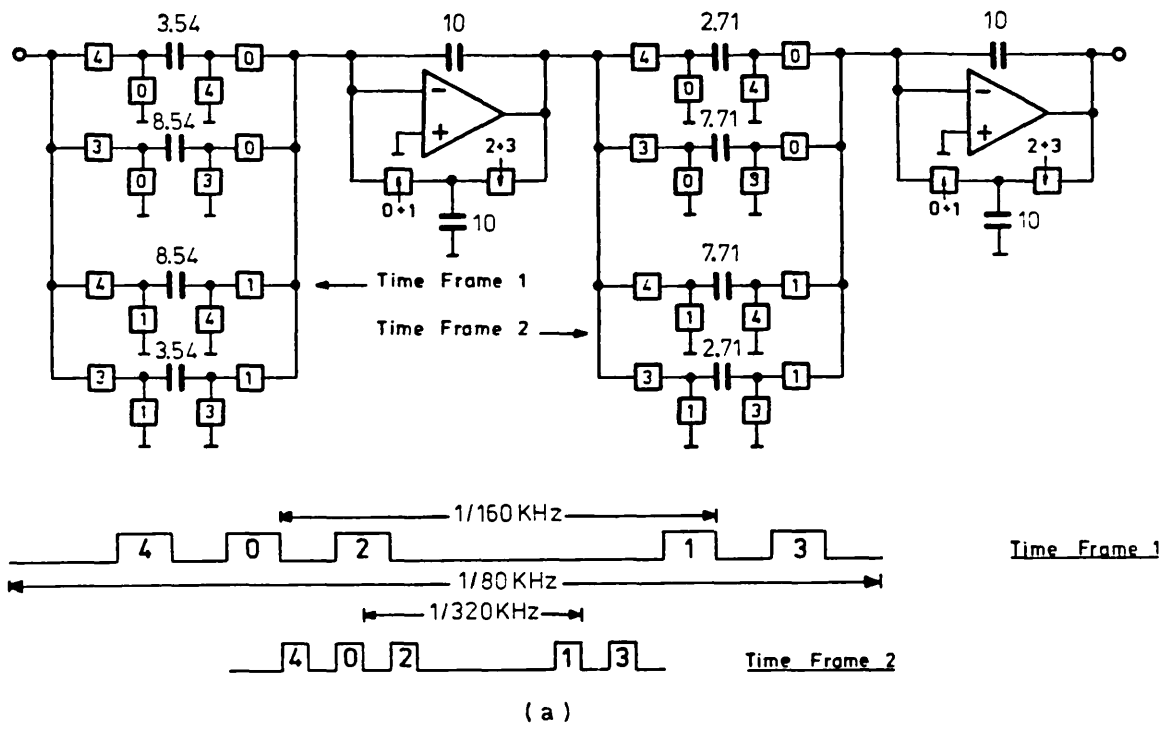 3.54 10 2.71 10
4 0 4 0
0 4 0 4
− −
8.54 7.71
+ +
3 0 2+3 3 0 2+3
0 3 0 3
0+1 10 0+1 10
8.54 7.71
4 1 Time Frame 1 4 1
1 4 1 4
Time Frame 2
3.54 2.71
3 1 3 1
1 3 1 3
1/160 KHz
4 0 2 1 3 Time Frame 1
1/80 KHz
1/320 KHz
4 0 2 1 3 Time Frame 2
(a)